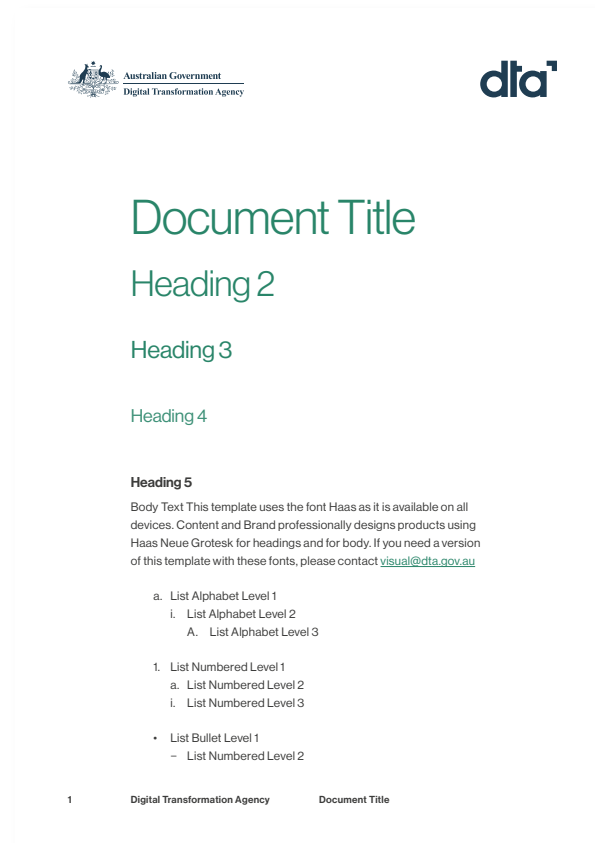 Australian Government
Digital Transformation Agency
dta
Document Title
Heading 2
Heading 3
Heading 4
Heading 5
Body Text This template uses the font Haas as it is available on all
devices. Content and Brand professionally designs products using
Haas Neue Grotesk for headings and for body. If you need a version
of this template with these fonts, please contact visual@dta.gov.au
a. List Alphabet Level 1
i. List Alphabet Level 2
A. List Alphabet Level 3
1. List Numbered Level 1
a. List Numbered Level 2
i. List Numbered Level 3
• List Bullet Level 1
– List Numbered Level 2
1 Digital Transformation Agency Document Title